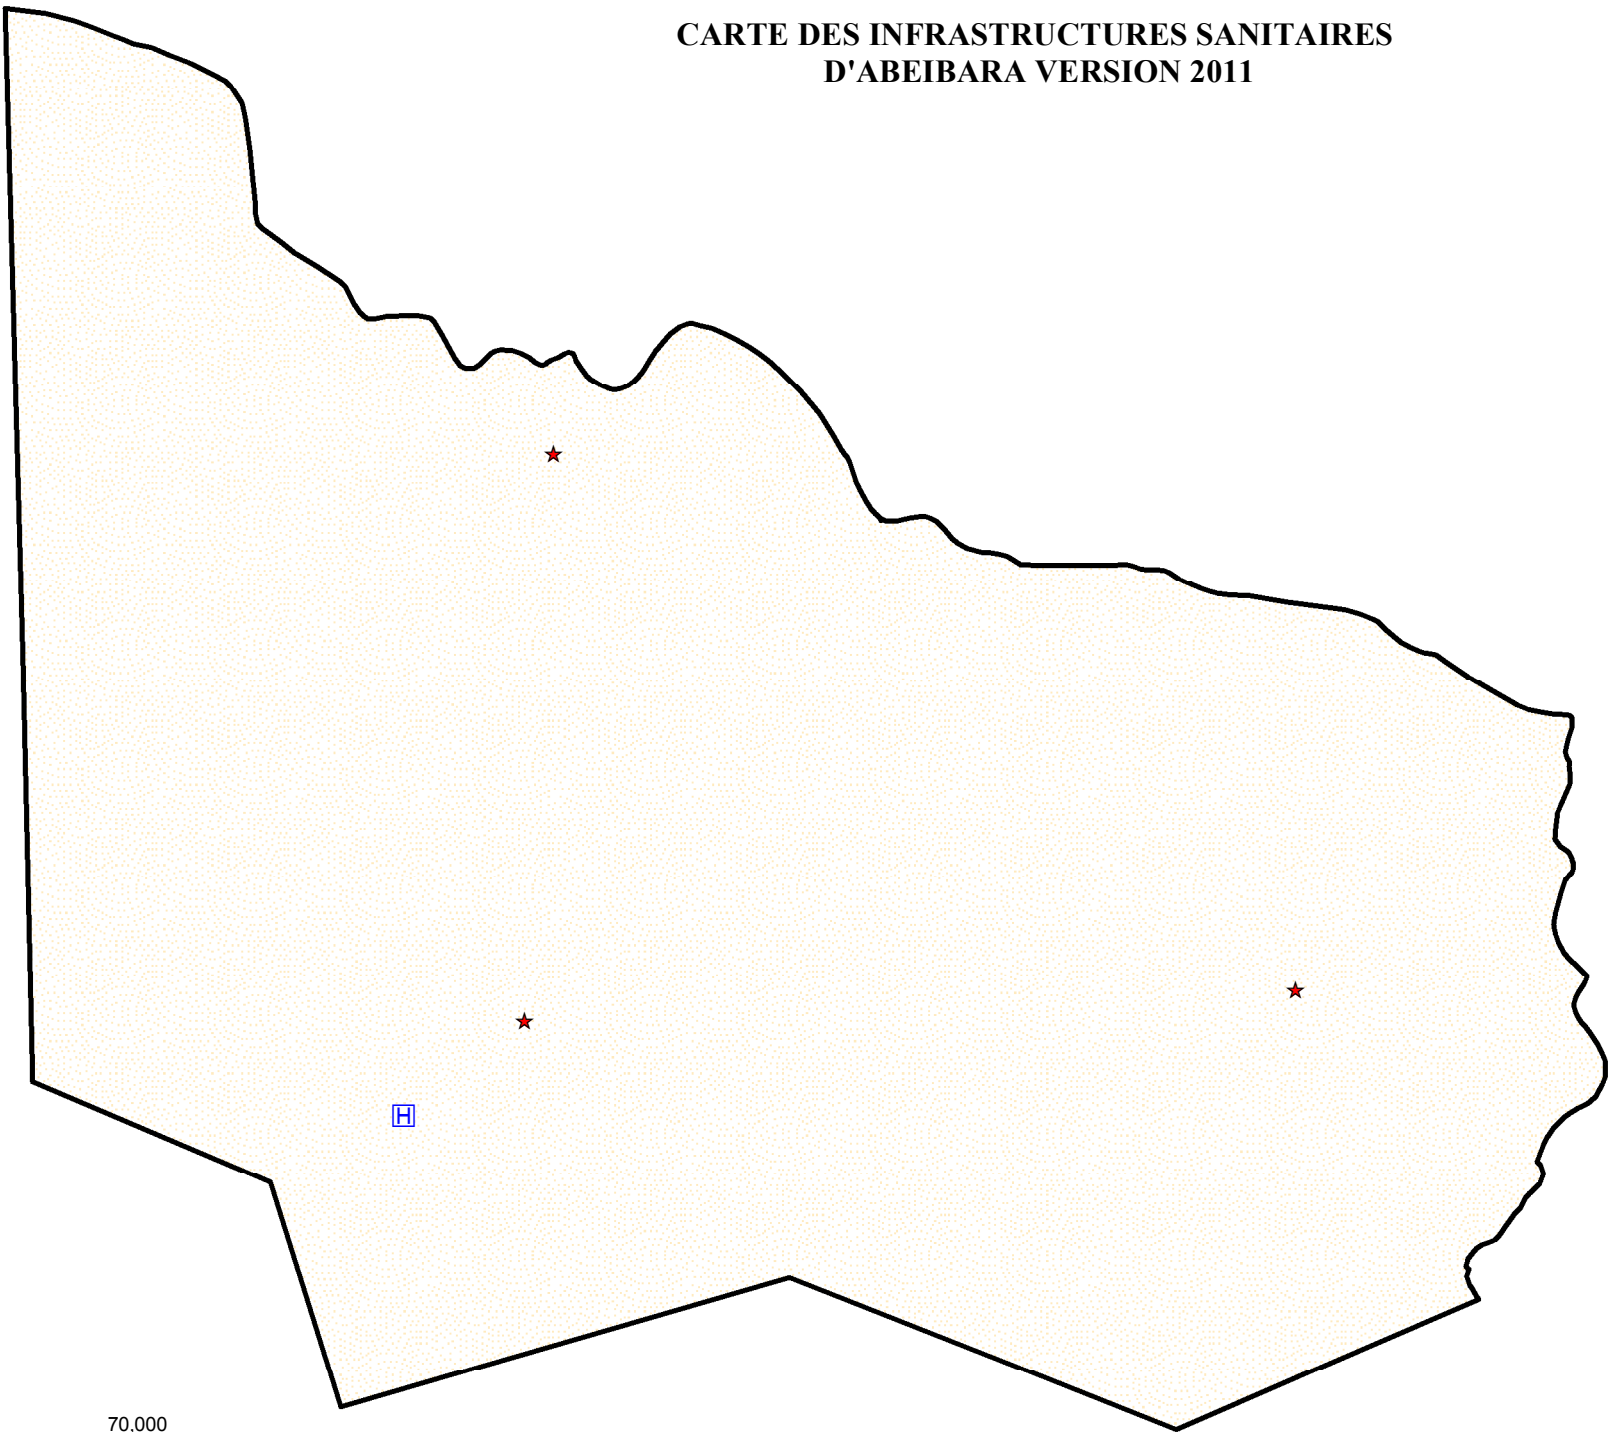 CARTE DES INFRASTRUCTURES SANITAIRES
D'ABEIBARA VERSION 2011
H
70,000